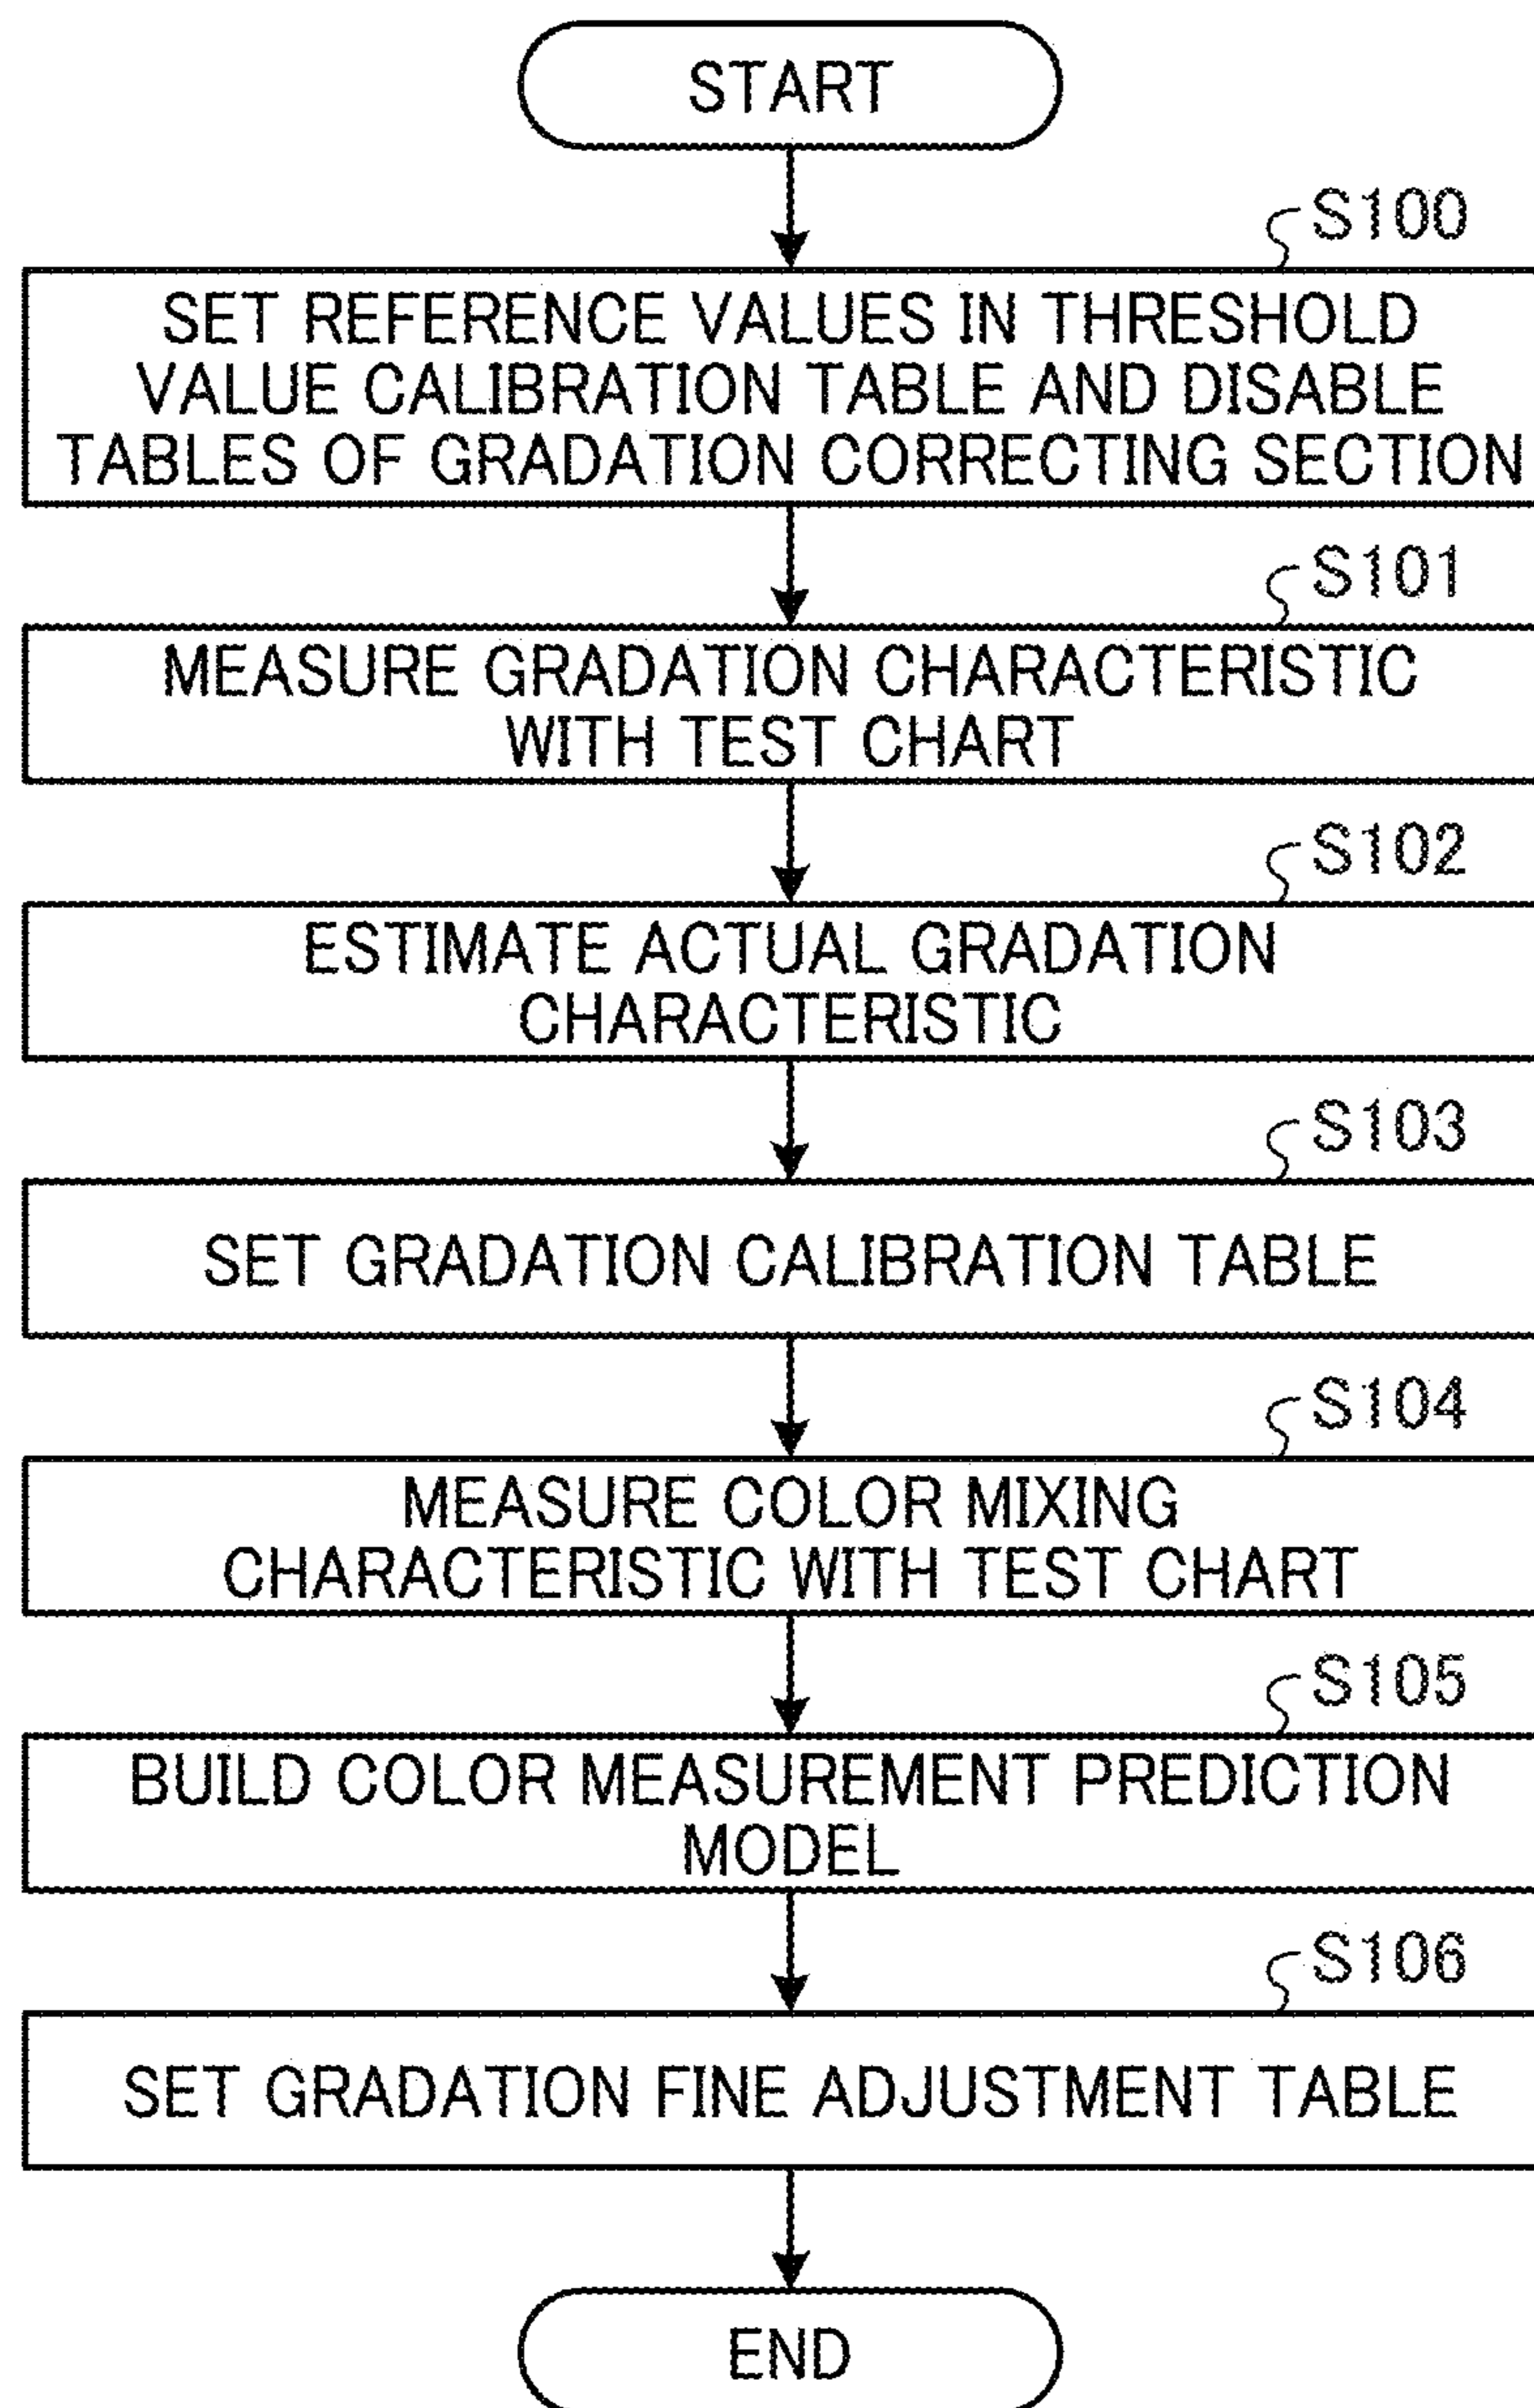 START
S100
SET REFERENCE VALUES IN THRESHOLD
VALUE CALIBRATION TABLE AND DISABLE
TABLES OF GRADATION CORRECTING SECTION
S101
MEASURE GRADATION CHARACTERISTIC
WITH TEST CHART
S102
ESTIMATE ACTUAL GRADATION
CHARACTERISTIC
S103
SET GRADATION CALIBRATION TABLE
S104
MEASURE COLOR MIXING
CHARACTERISTIC WITH TEST CHART
S105
BUILD COLOR MEASUREMENT PREDICTION
MODEL
S106
SET GRADATION FINE ADJUSTMENT TABLE
END